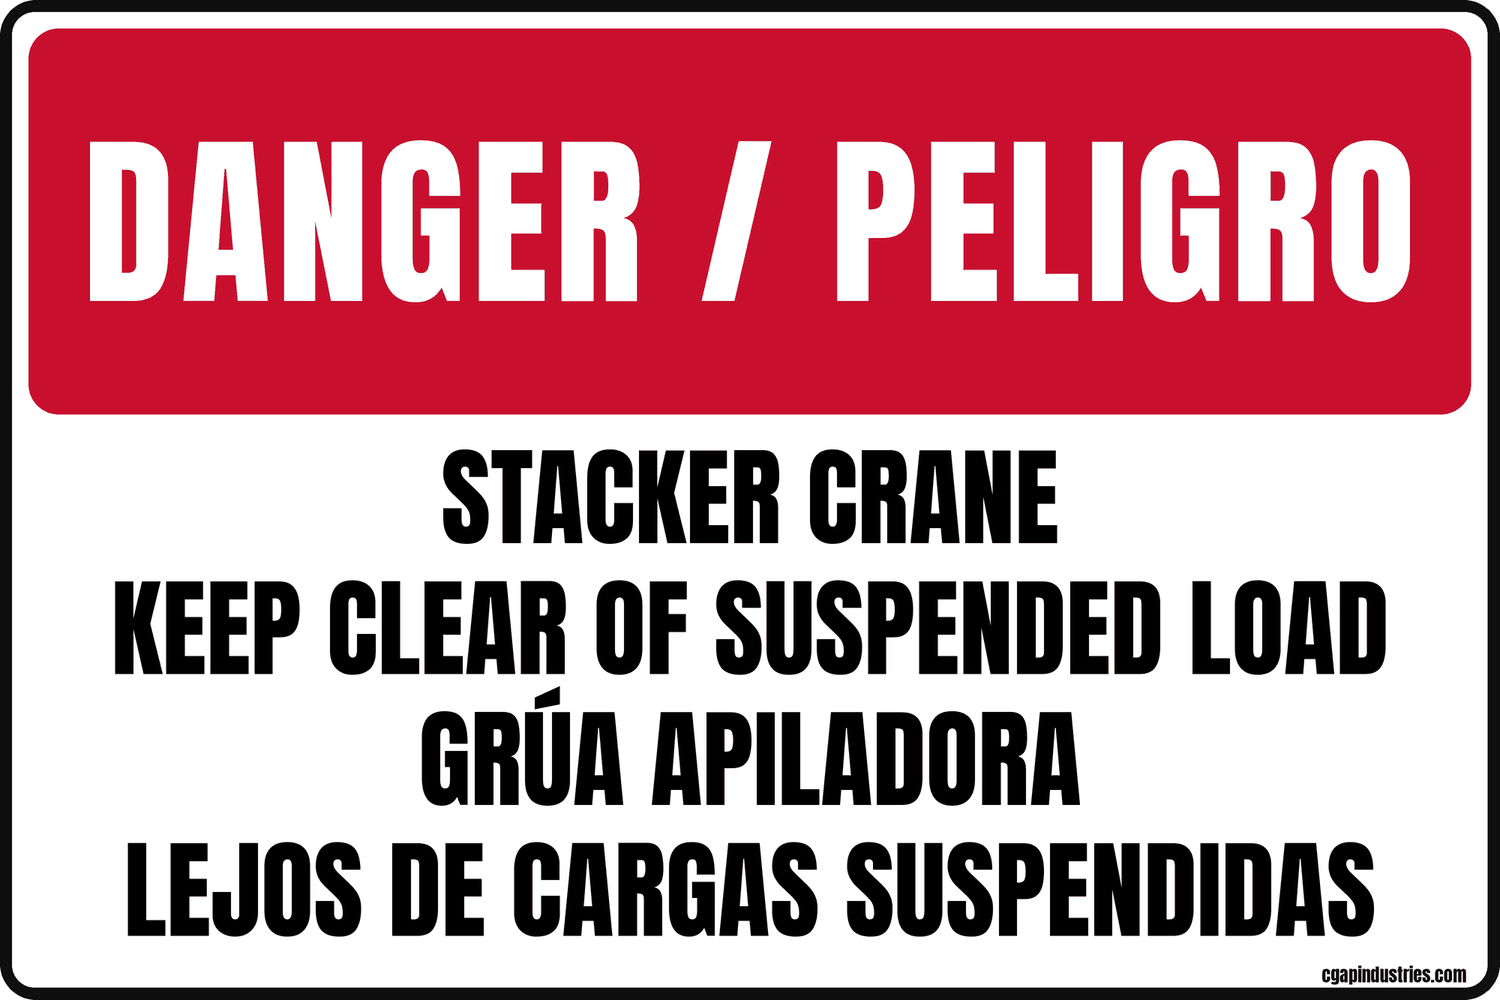 DANGER / PELIGRO
STACKER CRANE
KEEP CLEAR OF SUSPENDED LOAD
GRÚA APILADORA
LEJOS DE CARGAS SUSPENDIDAS
cgapindustries.com